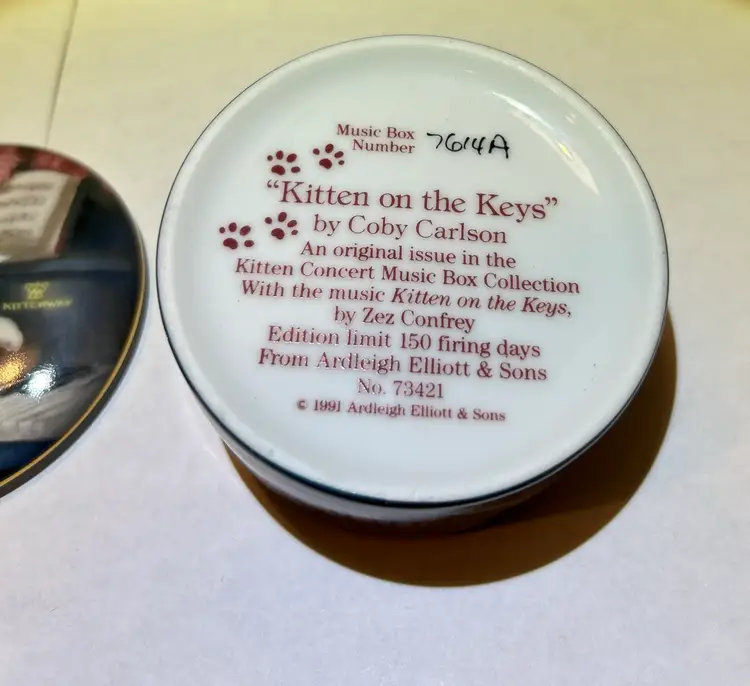 Music Box
Number 7614A
“Kitten on the Keys”
by Coby Carlson
An original issue in the
Kitten Concert Music Box Collection
With the music Kitten on the Keys,
by Zez Confrey
Edition limit 150 firing days
From Ardleigh Elliott & Sons
No. 73421
© 1991 Ardleigh Elliott & Sons